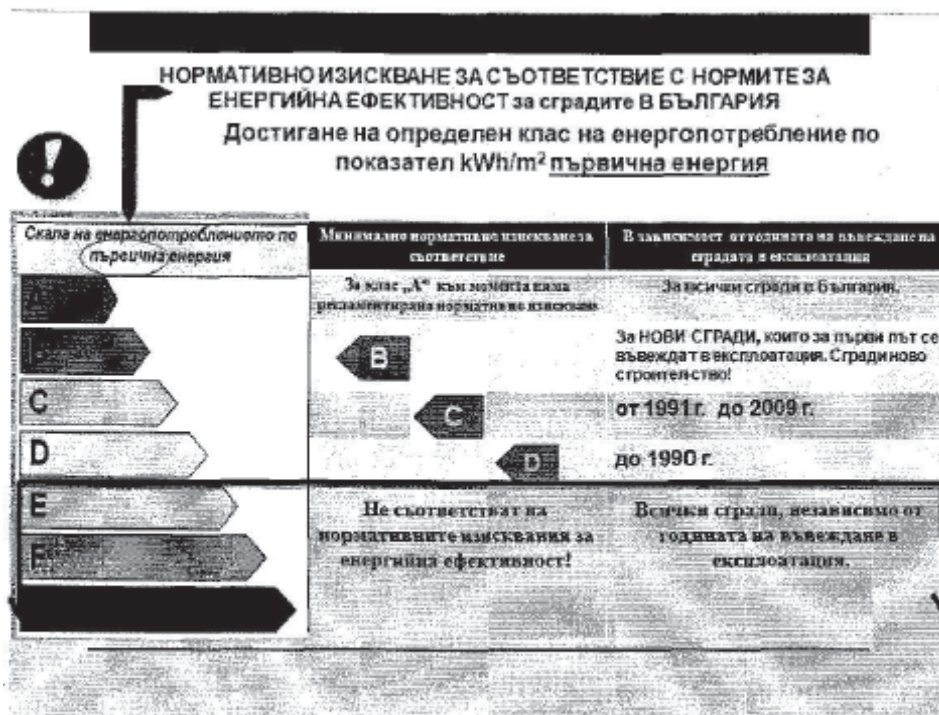 НОРМАТИВНО ИЗИСКВАНЕ ЗА СЪОТВЕТСТВИЕ С НОРМИТЕ ЗА
ЕНЕРГИЙНА ЕФЕКТИВНОСТ за сградите В БЪЛГАРИЯ
Достигане на определен клас на енергопотребление по
показател kWh/m² първична енергия
Скала на енергопотреблението по
първична енергия
Минимално нормативно изискване за
съответствие
В зависимост от годината на въвеждане на
сградата в експлоатация
За клас „А“ към момента няма
регламентирано нормативно изискване
За всички сгради в България.
B
За НОВИ СГРАДИ, които за първи път се
въвеждат в експлоатация. Сгради ново
строителство!
C
C
от 1991 г. до 2009 г.
D
D
до 1990 г.
E
Не съответстват на
нормативните изисквания за
енергийна ефективност!
Всички сгради, независимо от
годината на въвеждане в
експлоатация.
F